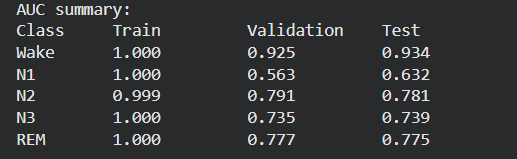 AUC summary:
Class Train Validation Test
Wake 1.000 0.925 0.934
N1 1.000 0.563 0.632
N2 0.999 0.791 0.781
N3 1.000 0.735 0.739
REM 1.000 0.777 0.775